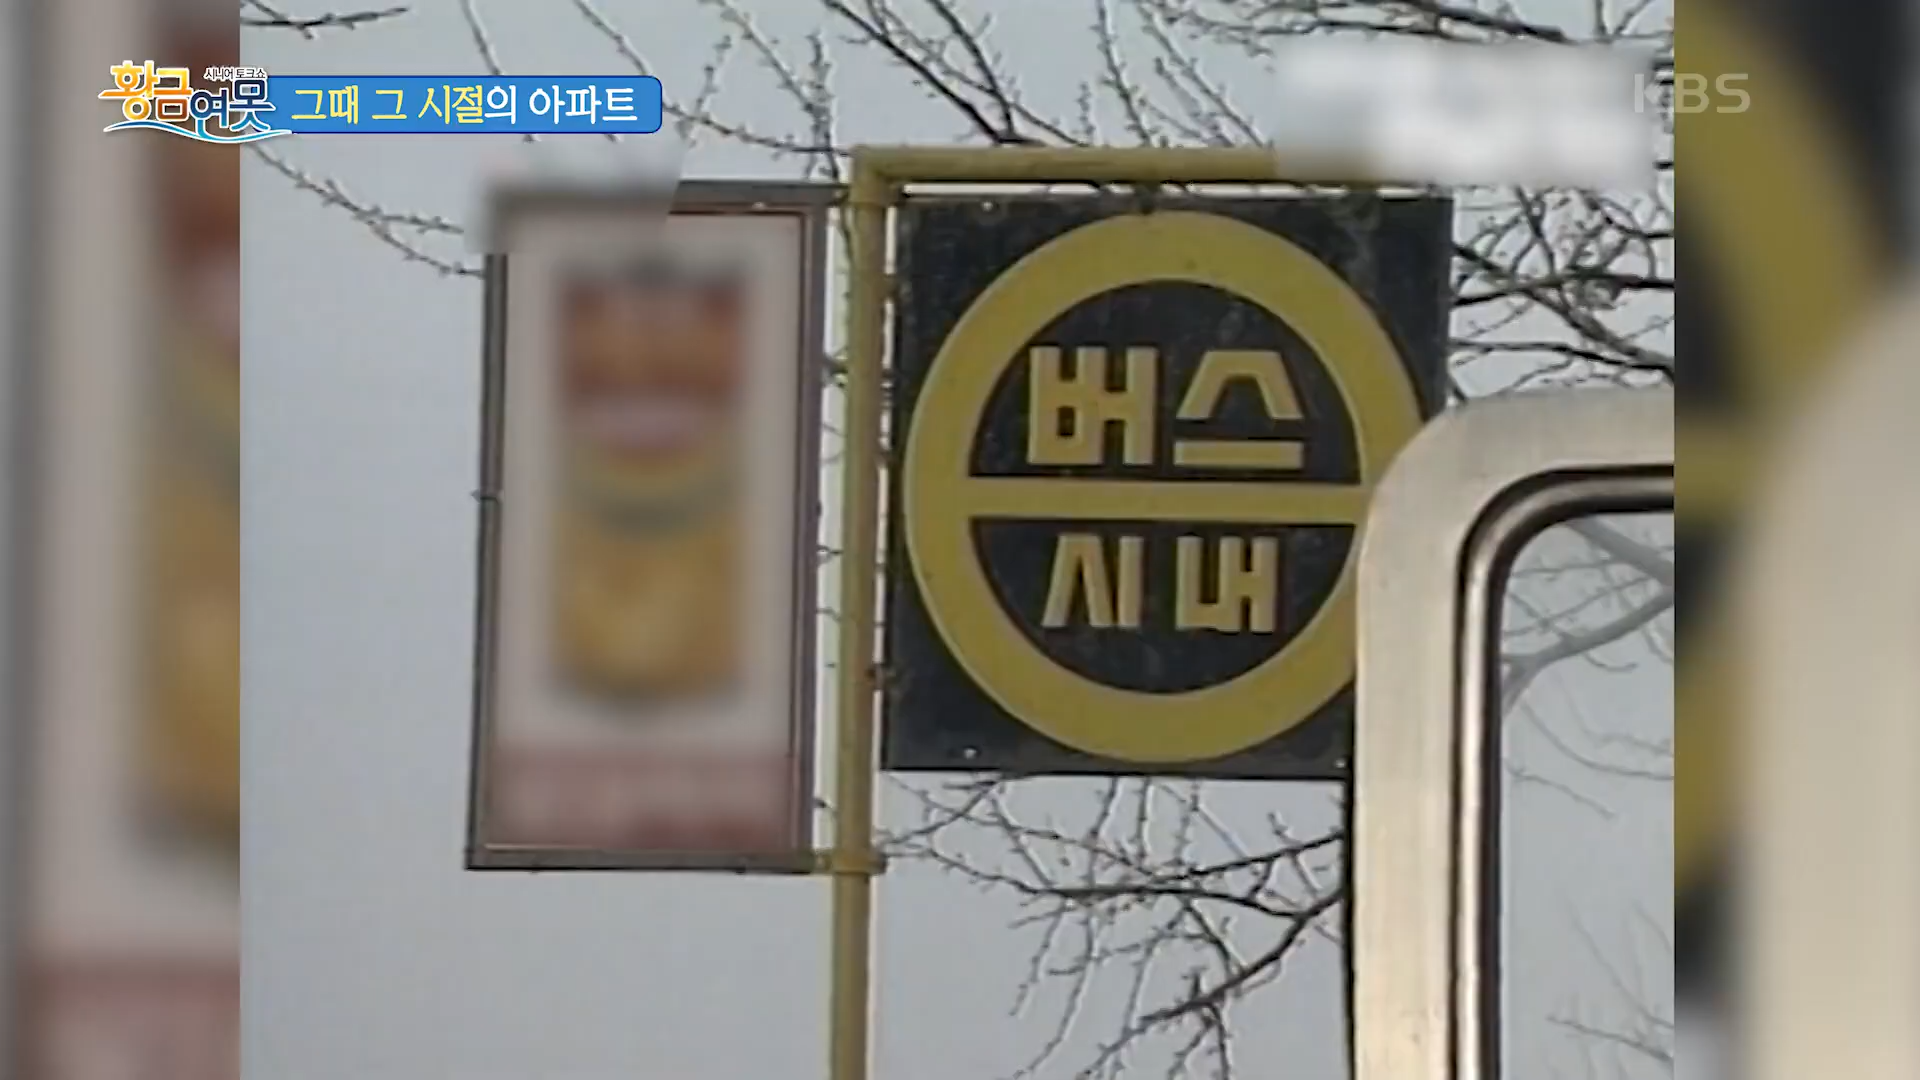 시니어 토크쇼
황금연못
그때 그 시절의 아파트
KBS
버스
시내